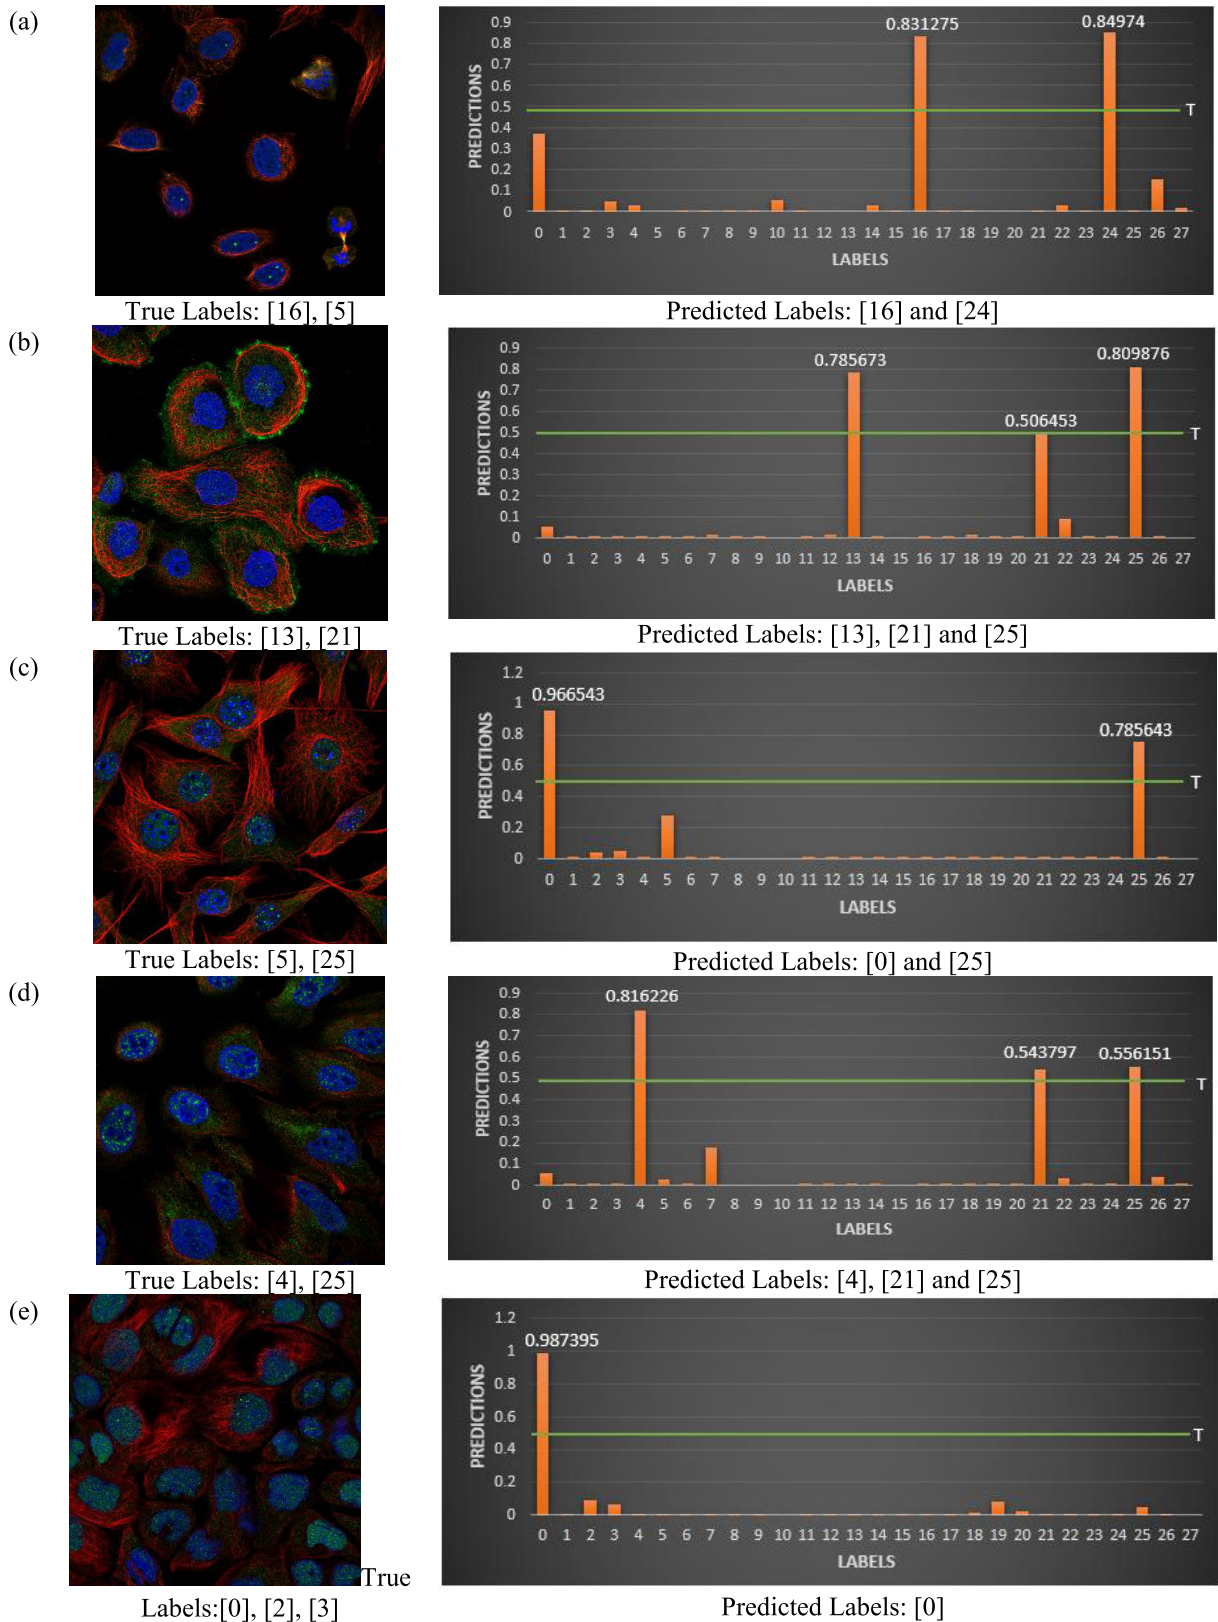 (a)
0.9
0.8
0.7
0.6
0.5
0.4
0.3
0.2
0.1
0
PREDICTIONS
0.831275
0.84974
T
0 1 2 3 4 5 6 7 8 9 10 11 12 13 14 15 16 17 18 19 20 21 22 23 24 25 26 27
LABELS
True Labels: [16], [5]
Predicted Labels: [16] and [24]
(b)
0.9
0.8
0.7
0.6
0.5
0.4
0.3
0.2
0.1
0
PREDICTIONS
0.785673
0.506453
0.809876
T
0 1 2 3 4 5 6 7 8 9 10 11 12 13 14 15 16 17 18 19 20 21 22 23 24 25 26 27
LABELS
True Labels: [13], [21]
Predicted Labels: [13], [21] and [25]
(c)
1.2
1
0.8
0.6
0.4
0.2
0
PREDICTIONS
0.966543
0.785643
T
0 1 2 3 4 5 6 7 8 9 10 11 12 13 14 15 16 17 18 19 20 21 22 23 24 25 26 27
LABELS
True Labels: [5], [25]
Predicted Labels: [0] and [25]
(d)
0.9
0.8
0.7
0.6
0.5
0.4
0.3
0.2
0.1
0
PREDICTIONS
0.816226
0.543797
0.556151
T
0 1 2 3 4 5 6 7 8 9 10 11 12 13 14 15 16 17 18 19 20 21 22 23 24 25 26 27
LABELS
True Labels: [4], [25]
Predicted Labels: [4], [21] and [25]
(e)
1.2
1
0.8
0.6
0.4
0.2
0
PREDICTIONS
0.987395
T
0 1 2 3 4 5 6 7 8 9 10 11 12 13 14 15 16 17 18 19 20 21 22 23 24 25 26 27
LABELS
True
Labels:[0], [2], [3]
Predicted Labels: [0]